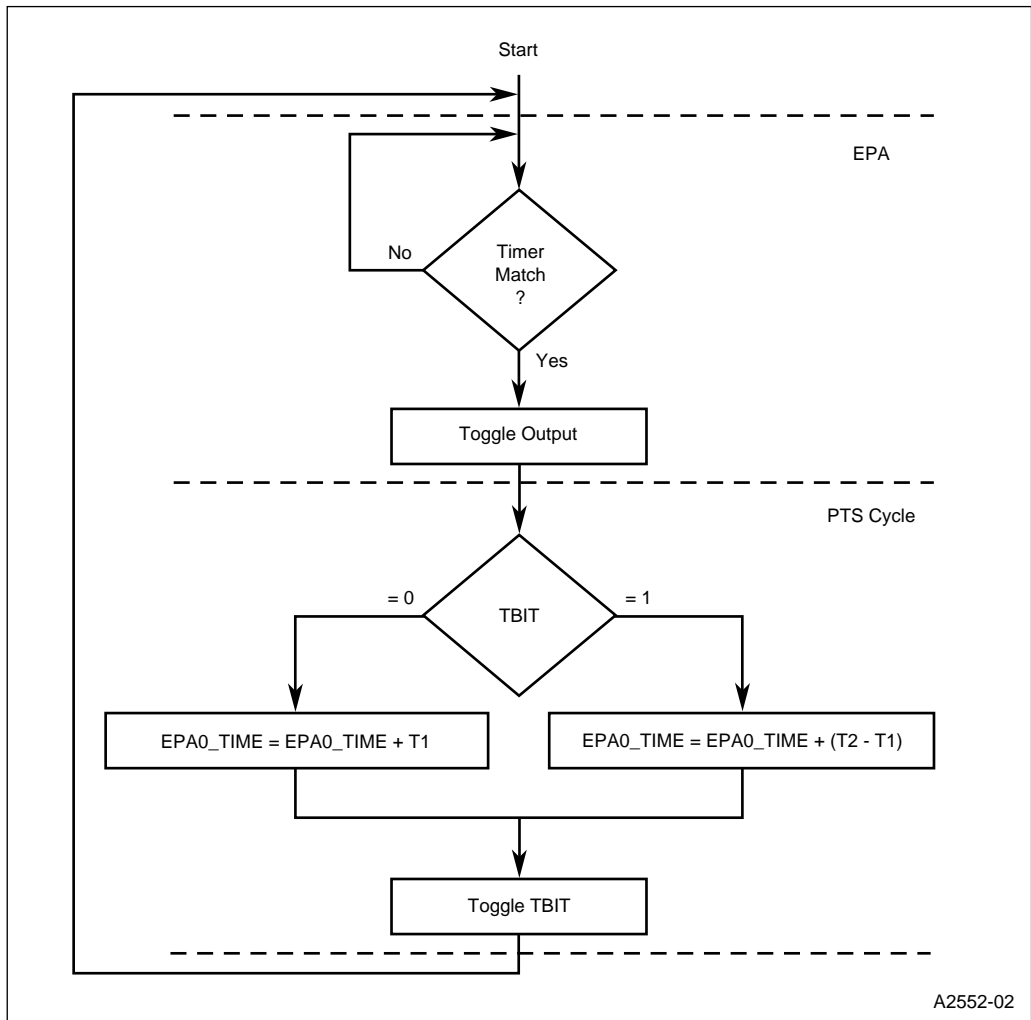 Start
EPA
No
Timer
Match
?
Yes
Toggle Output
PTS Cycle
= 0
TBIT
= 1
EPA0_TIME = EPA0_TIME + T1
EPA0_TIME = EPA0_TIME + (T2 - T1)
Toggle TBIT
A2552-02